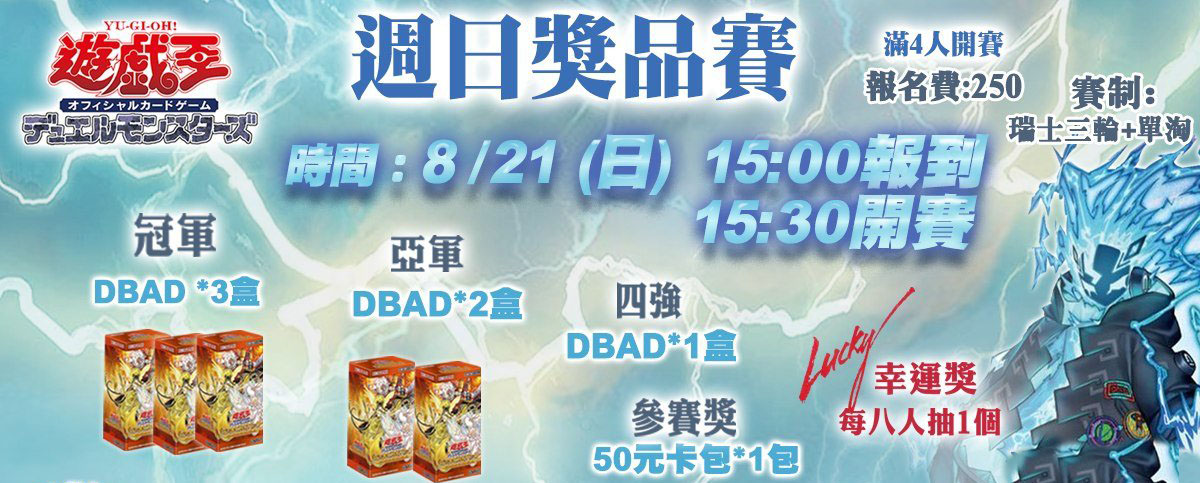 YU-GI-OH!
遊戯王
オフィシャルカードゲーム
デュエルモンスターズ
週日獎品賽
滿4人開賽
報名費:250
賽制:
瑞士三輪+單淘
時間:8/21 (日) 15:00報到
15:30開賽
冠軍
DBAD *3盒
亞軍
DBAD*2盒
四強
DBAD*1盒
參賽獎
50元卡包*1包
Lucky
幸運獎
每八人抽1個